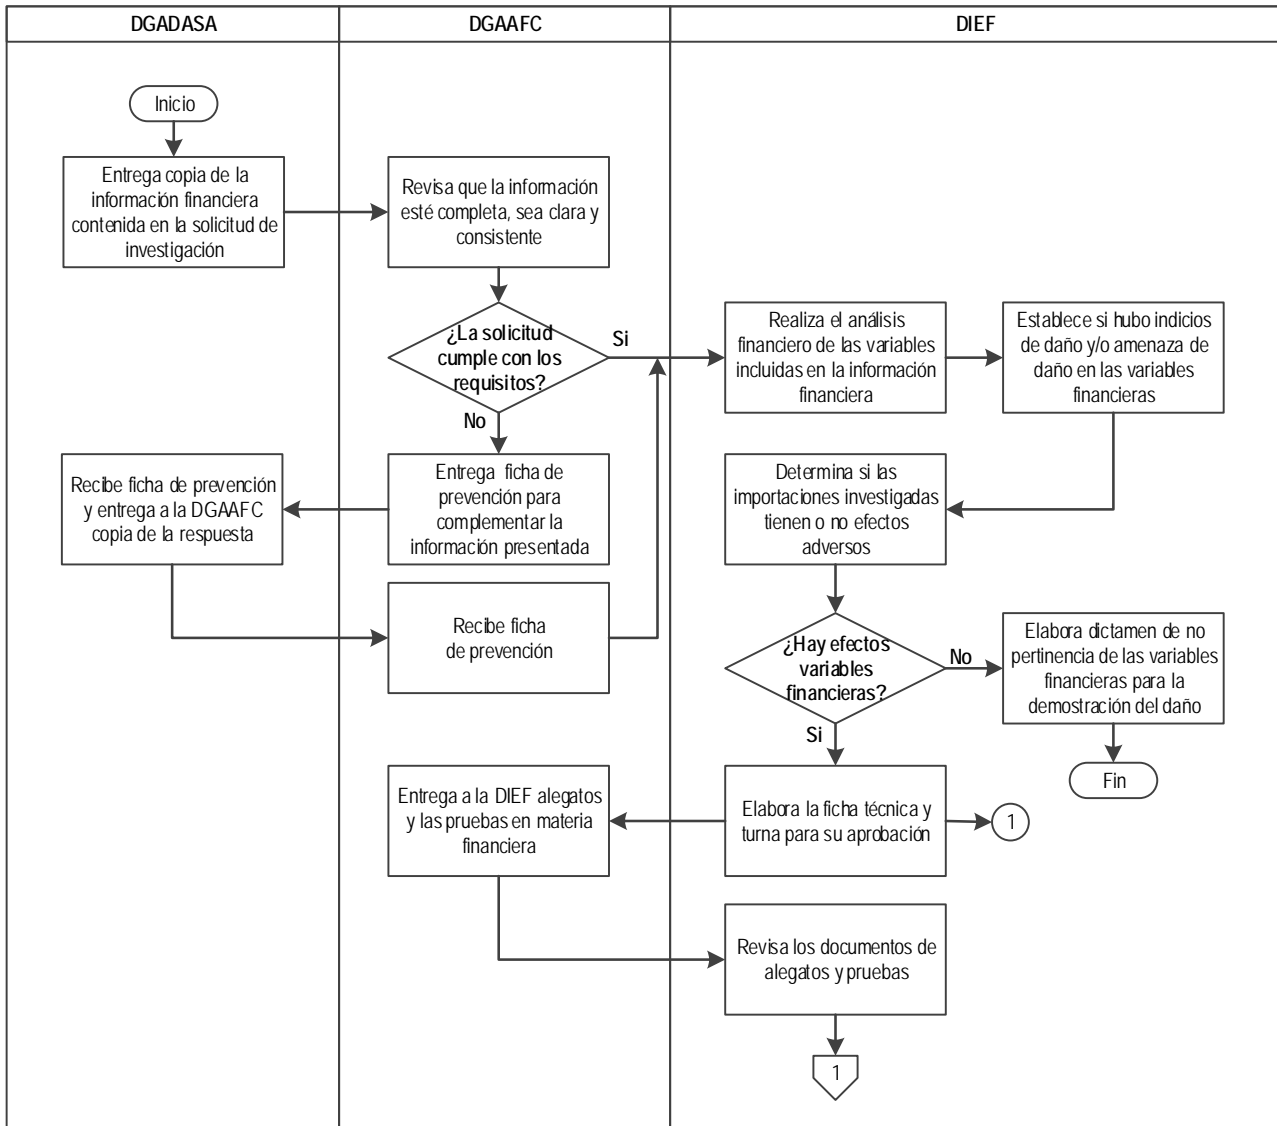 DGADASA
DGAAFC
DIEF
Inicio
Entrega copia de la
información financiera
contenida en la solicitud de
investigación
Revisa que la información
esté completa, sea clara y
consistente
¿La solicitud
cumple con los
requisitos?
Si
No
Realiza el análisis
financiero de las variables
incluidas en la información
financiera
Establece si hubo indicios
de daño y/o amenaza de
daño en las variables
financieras
Recibe ficha de prevención
y entrega a la DGAAFC
copia de la respuesta
Entrega ficha de
prevención para
complementar la
información presentada
Determina si las
importaciones investigadas
tienen o no efectos
adversos
Recibe ficha
de prevención
¿Hay efectos
variables
financieras?
No
Si
Elabora dictamen de no
pertinencia de las variables
financieras para la
demostración del daño
Fin
Entrega a la DIEF alegatos
y las pruebas en materia
financiera
Elabora la ficha técnica y
turna para su aprobación
1
Revisa los documentos de
alegatos y pruebas
1